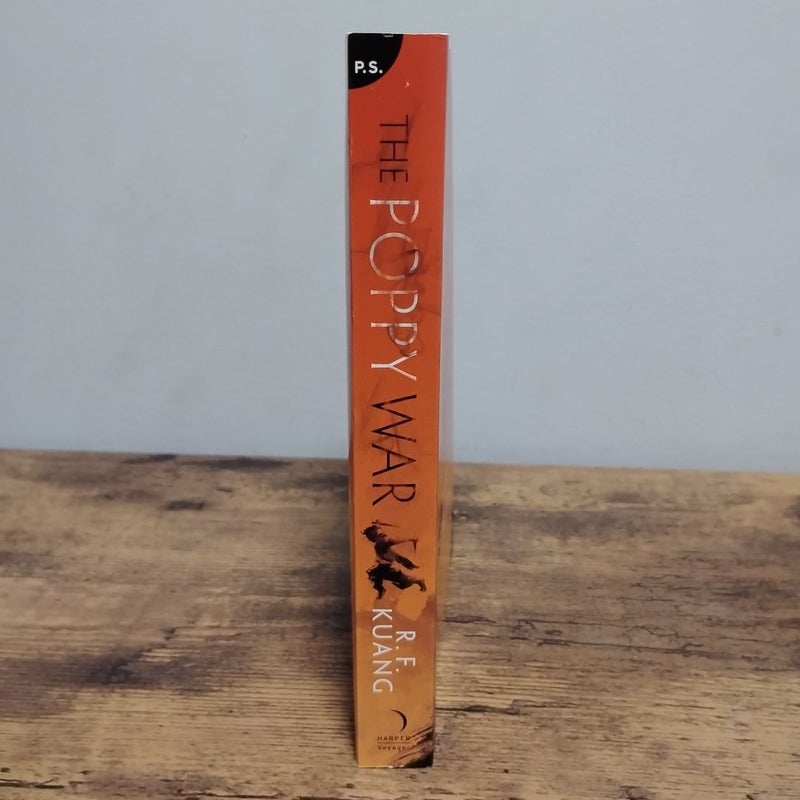 P.S.
THE POPPY WAR
R. F.
KUANG
HARPER
Voyager